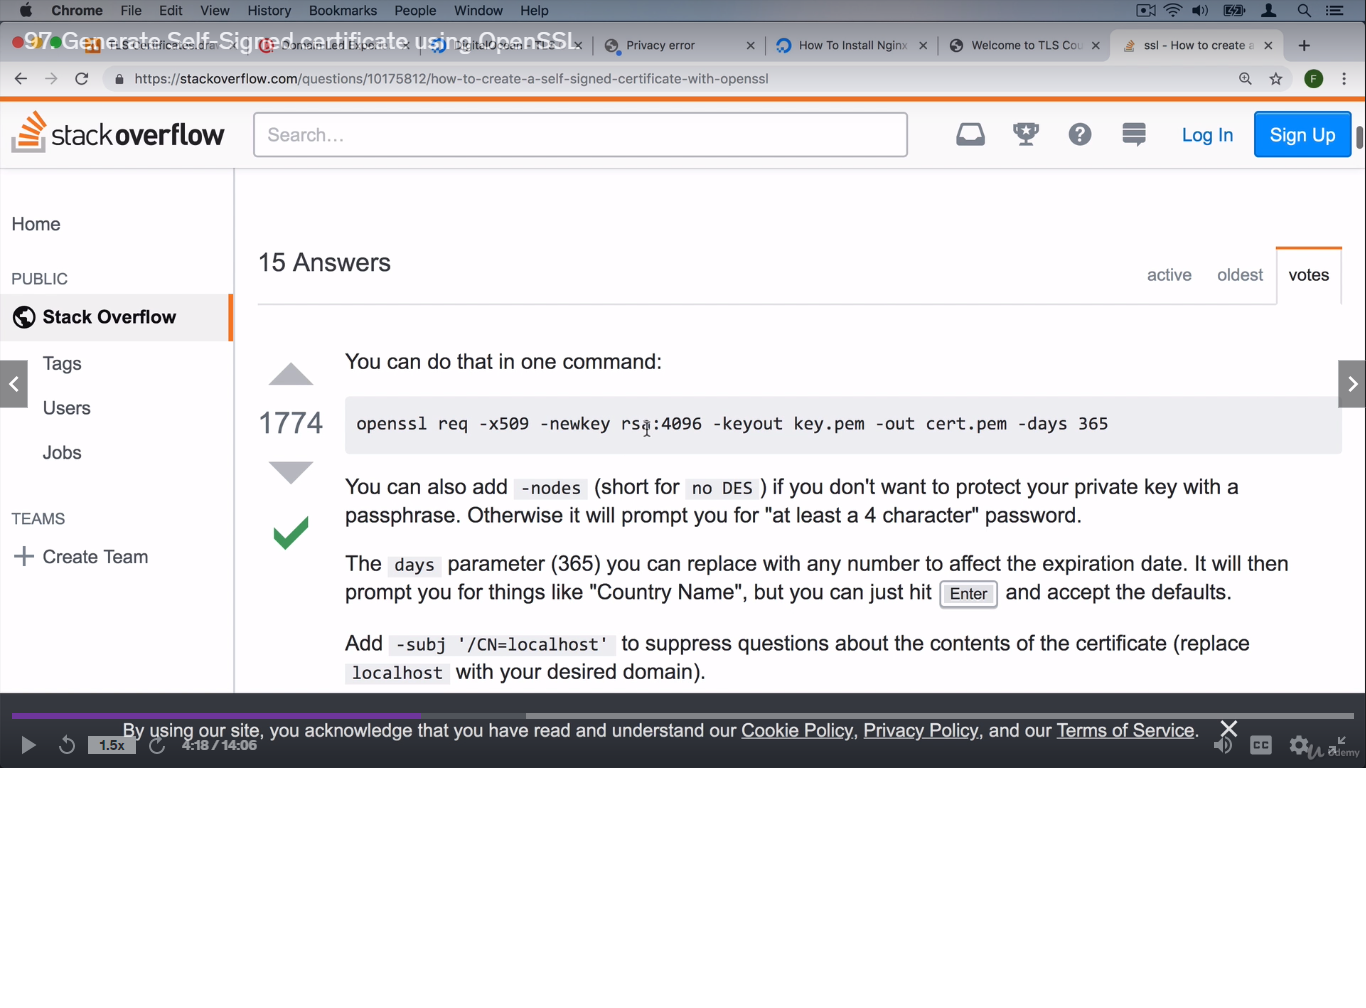 Chrome File Edit View History Bookmarks People Window Help
97. Generate Self-Signed certificate using OpenSSL
Privacy error
How To Install Nginx
Welcome to TLS Cou
ssl - How to create a
https://stackoverflow.com/questions/10175812/how-to-create-a-self-signed-certificate-with-openssl
F
stackoverflow
Search...
Log In
Sign Up
Home
PUBLIC
Stack Overflow
Tags
Users
Jobs
TEAMS
Create Team
15 Answers
active oldest votes
You can do that in one command:
1774
openssl req -x509 -newkey rsa:4096 -keyout key.pem -out cert.pem -days 365
You can also add -nodes (short for no DES ) if you don't want to protect your private key with a
passphrase. Otherwise it will prompt you for "at least a 4 character" password.
The days parameter (365) you can replace with any number to affect the expiration date. It will then
prompt you for things like "Country Name", but you can just hit Enter and accept the defaults.
Add -subj '/CN=localhost' to suppress questions about the contents of the certificate (replace
localhost with your desired domain).
By using our site, you acknowledge that you have read and understand our Cookie Policy, Privacy Policy, and our Terms of Service.
1.5x
4:18 / 14:06
CC
udemy